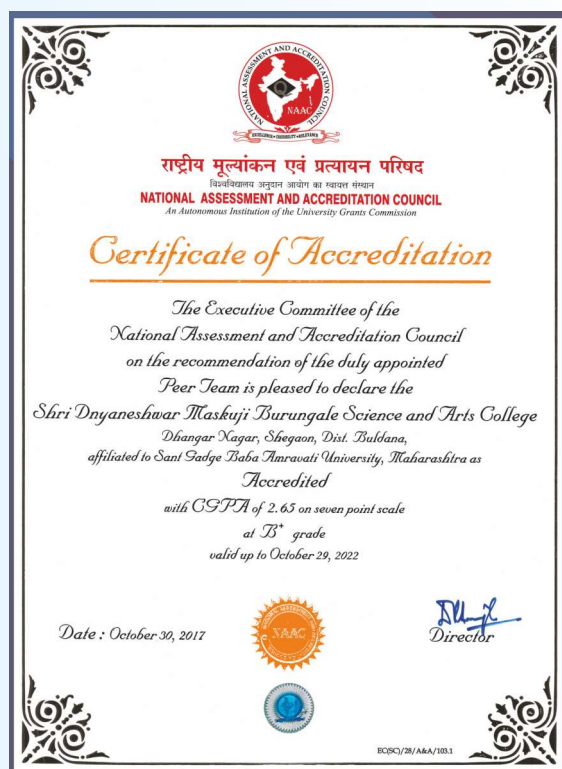 NATIONAL ASSESSMENT AND ACCREDITATION COUNCIL
NAAC
EXCELLENCE • CREDIBILITY • RELEVANCE
राष्ट्रीय मूल्यांकन एवं प्रत्यायन परिषद
विश्वविद्यालय अनुदान आयोग का स्वायत्त संस्थान
NATIONAL ASSESSMENT AND ACCREDITATION COUNCIL
An Autonomous Institution of the University Grants Commission
Certificate of Accreditation
The Executive Committee of the
National Assessment and Accreditation Council
on the recommendation of the duly appointed
Peer Team is pleased to declare the
Shri Dnyaneshwar Maskuji Burungale Science and Arts College
Dhangar Nagar, Shegaon, Dist. Buldana,
affiliated to Sant Gadge Baba Amravati University, Maharashtra as
Accredited
with CGPA of 2.65 on seven point scale
at B+ grade
valid up to October 29, 2022
Date : October 30, 2017
NAAC
Director
EC(SC)/28/A&A/103.1